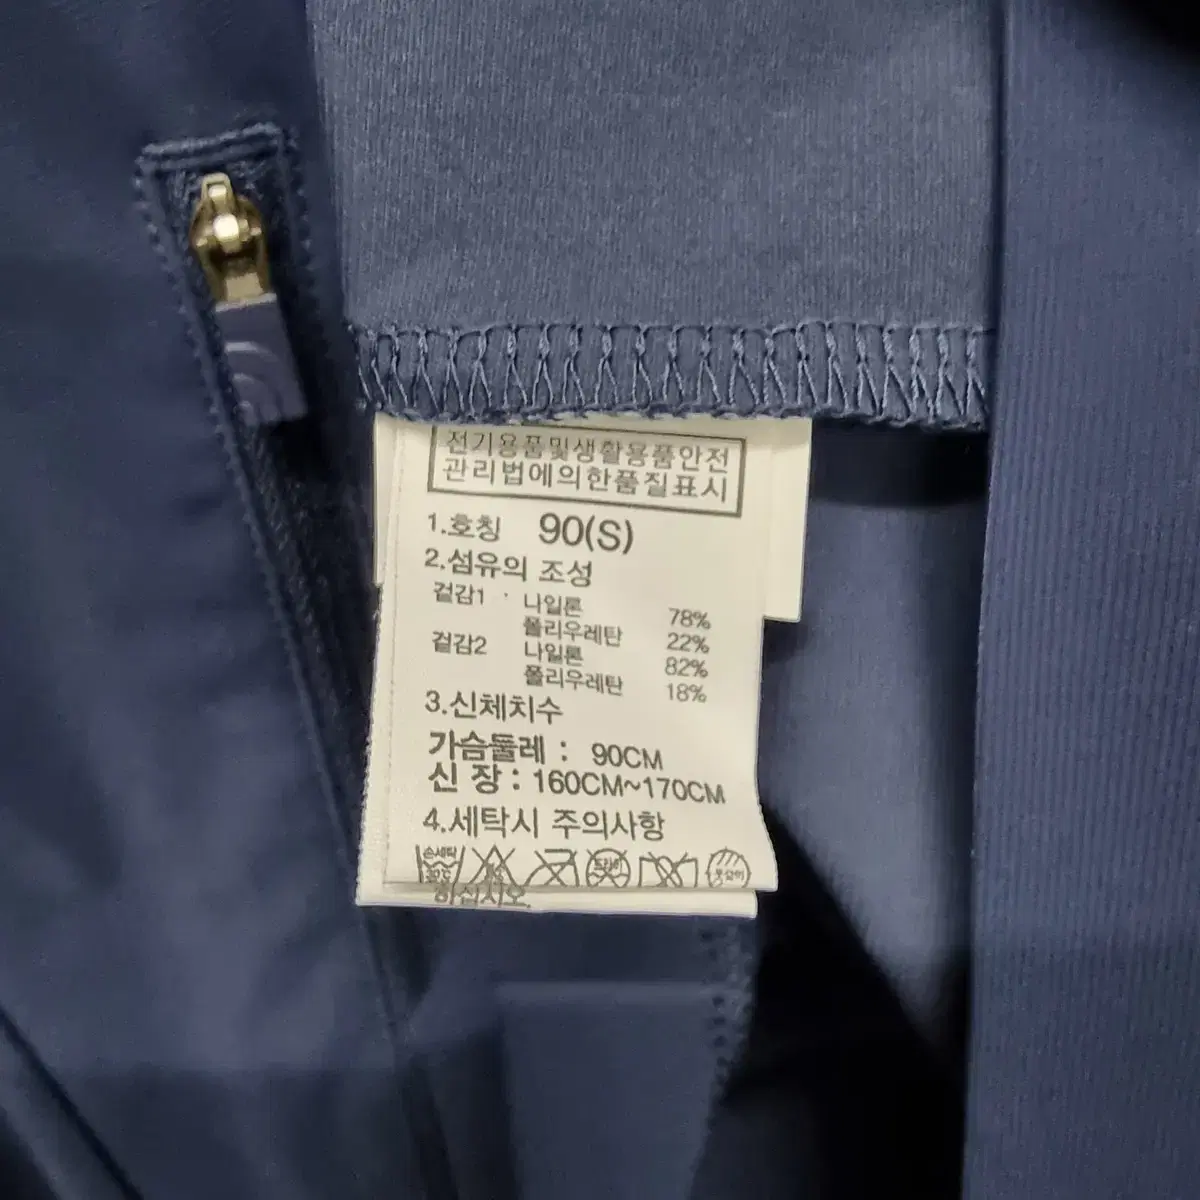 전기용품및생활용품안전
관리법에의한품질표시
1.호칭 90(S)
2.섬유의 조성
겉감1 나일론 78%
폴리우레탄 22%
겉감2 나일론 82%
폴리우레탄 18%
3.신체치수
가슴둘레 : 90CM
신 장 : 160CM~170CM
4.세탁시 주의사항
손세탁 30℃ 드라이 옷걸이
하십시오.